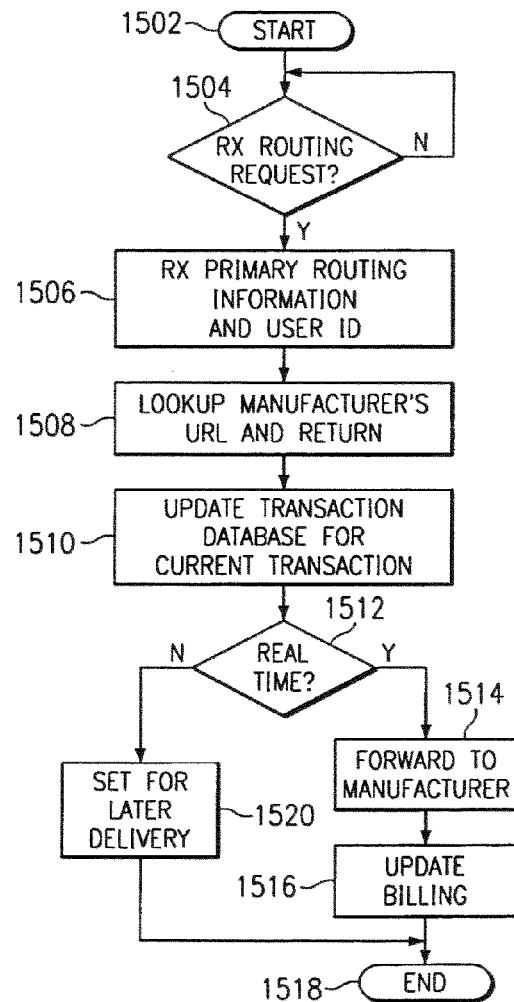 1502
START
1504
RX ROUTING
REQUEST?
N
Y
1506
RX PRIMARY ROUTING
INFORMATION
AND USER ID
1508
LOOKUP MANUFACTURER'S
URL AND RETURN
1510
UPDATE TRANSACTION
DATABASE FOR
CURRENT TRANSACTION
1512
N
REAL
TIME?
Y
1514
FORWARD TO
MANUFACTURER
SET FOR
LATER
DELIVERY
1520
1516
UPDATE
BILLING
1518
END